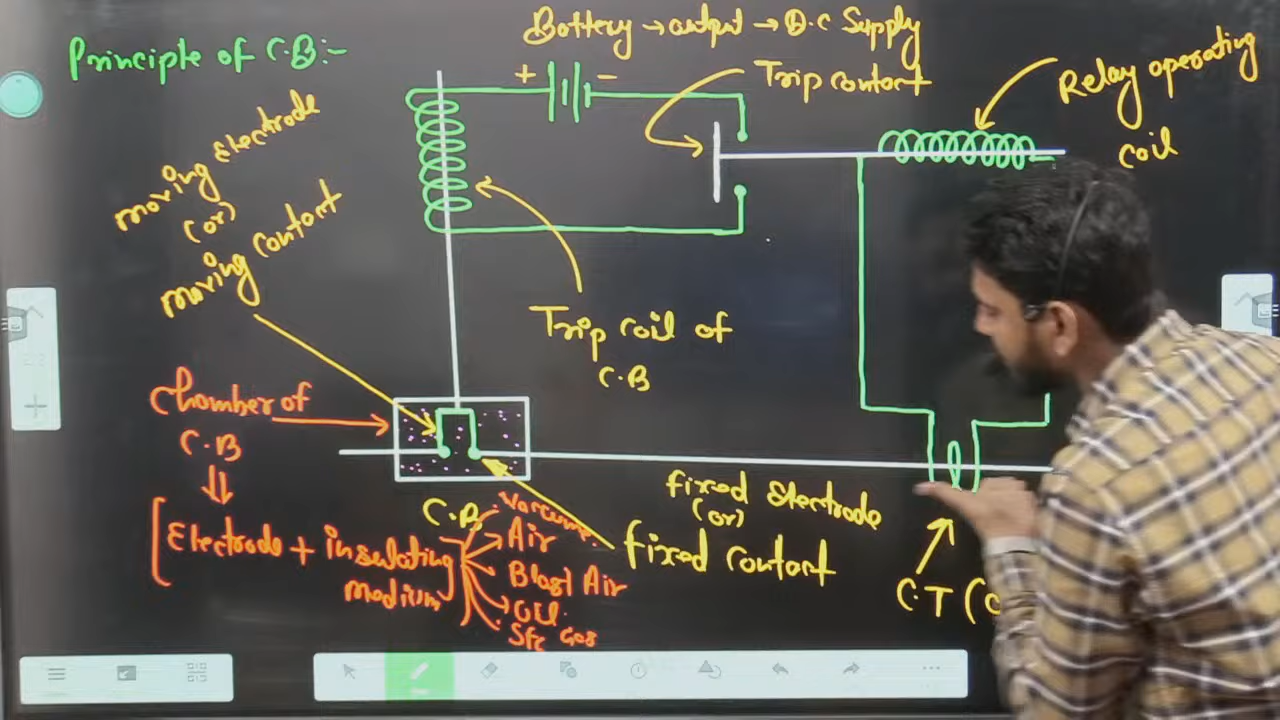 Principle of C.B:-
Battery → output → D.C Supply
+ -
Trip contact
Relay operating
coil
moving Electrode
(or)
moving contact
Trip coil of
C.B
Chamber of
C.B
[Electrode + insulating
medium]
C.B
Vaccume.
Air
Blast Air
Oil.
SF6 Gas
fixed Electrode
(or)
fixed contact
C.T (C